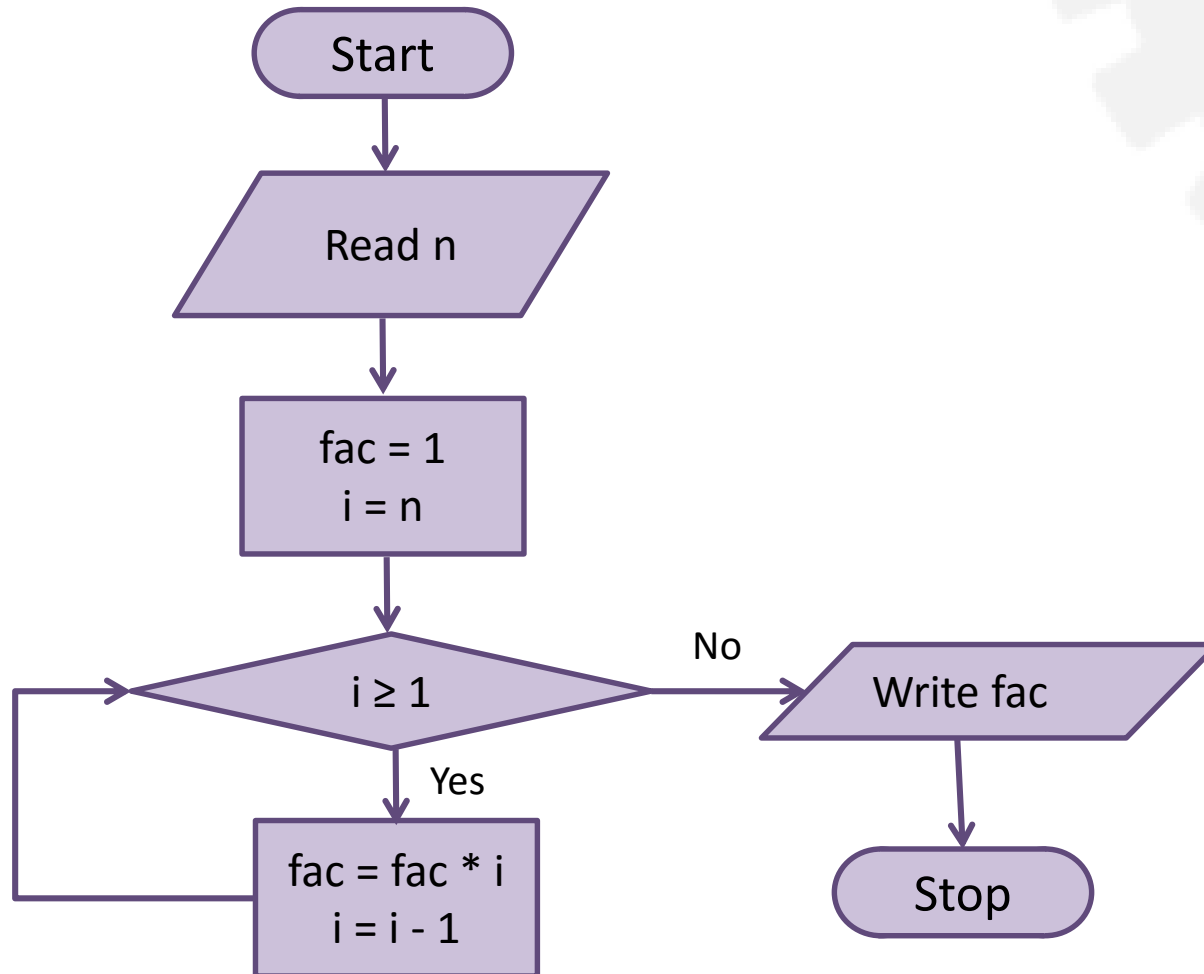 Start
Read n
fac = 1
i = n
i ≥ 1
No
Write fac
Yes
fac = fac * i
i = i - 1
Stop